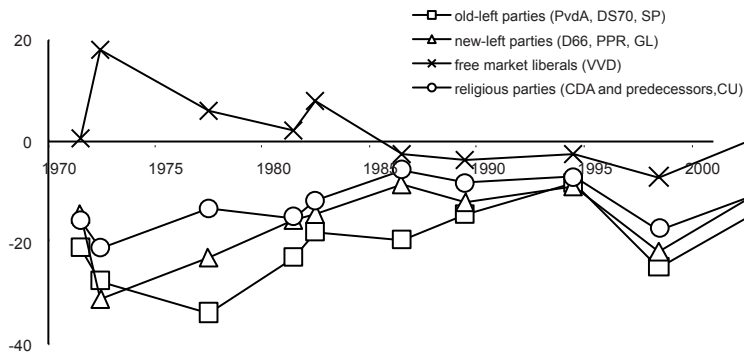 old-left parties (PvdA, DS70, SP)
20
new-left parties (D66, PPR, GL)
free market liberals (VVD)
religious parties (CDA and predecessors,CU)
0
1970 1975 1980 1985 1990 1995 2000
-20
-40